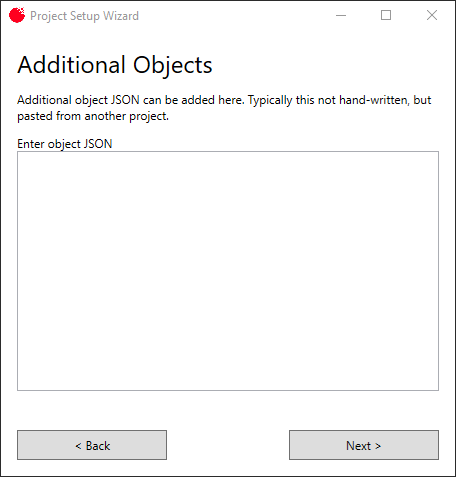 Project Setup Wizard
Additional Objects
Additional object JSON can be added here. Typically this not hand-written, but
pasted from another project.
Enter object JSON
< Back
Next >